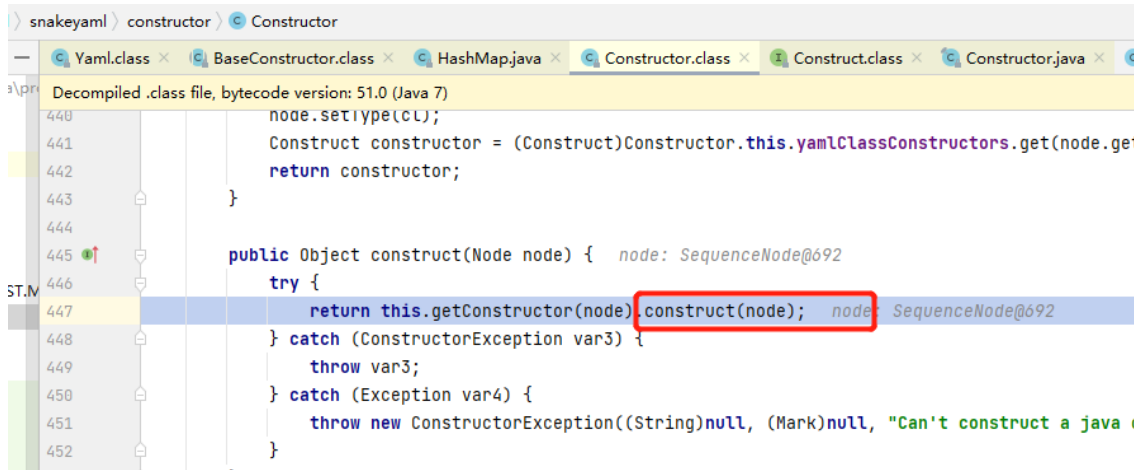 snakeyaml constructor Constructor
Yaml.class BaseConstructor.class HashMap.java Constructor.class Construct.class Constructor.java
a\pr Decompiled .class file, bytecode version: 51.0 (Java 7)
440 node.setType(cl);
441 Construct constructor = (Construct)Constructor.this.yamlClassConstructors.get(node.get
442 return constructor;
443 }
444
445 public Object construct(Node node) { node: SequenceNode@692
ST.M 446 try {
447 return this.getConstructor(node).construct(node); node: SequenceNode@692
448 } catch (ConstructorException var3) {
449 throw var3;
450 } catch (Exception var4) {
451 throw new ConstructorException((String)null, (Mark)null, "Can't construct a java
452 }